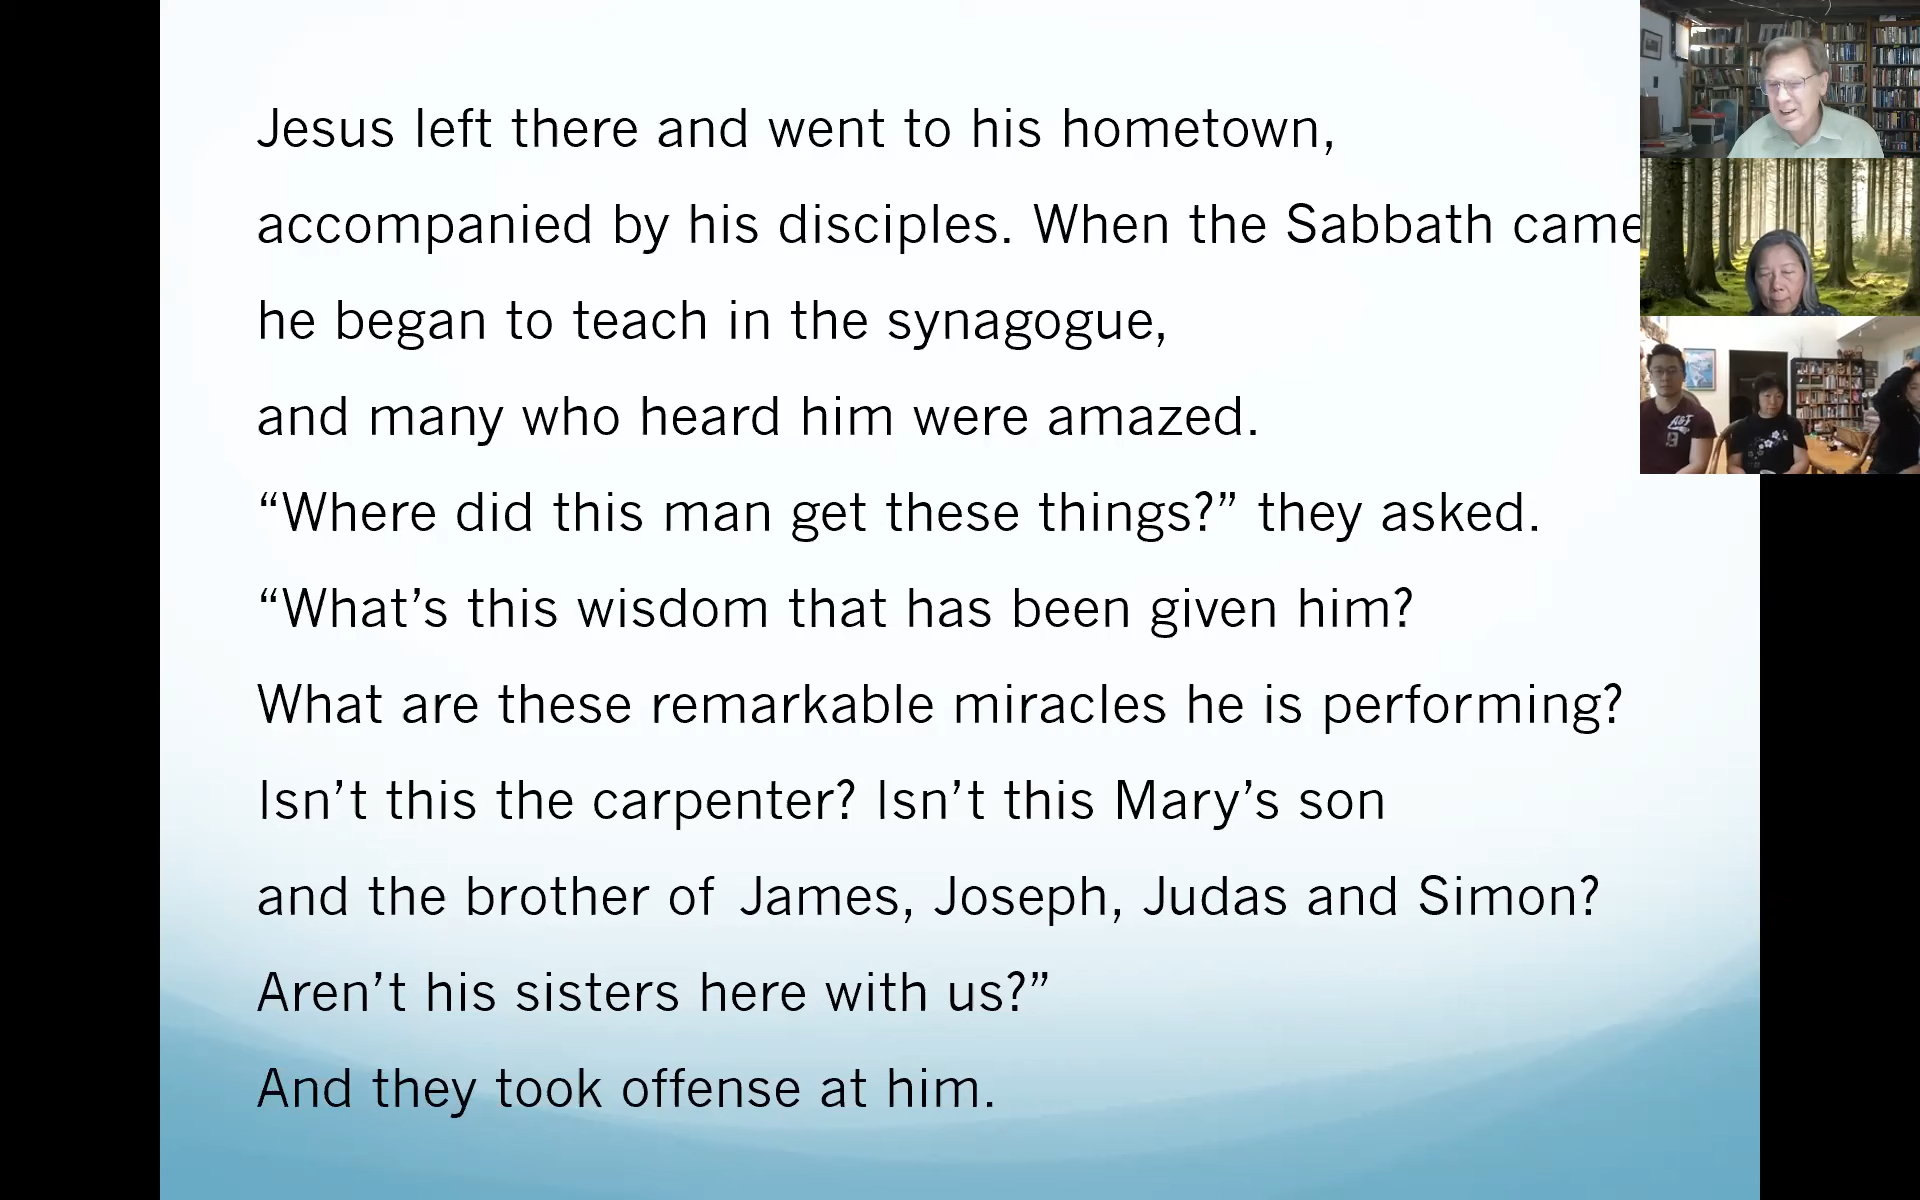 Jesus left there and went to his hometown,
accompanied by his disciples. When the Sabbath came
he began to teach in the synagogue,
and many who heard him were amazed.
“Where did this man get these things?” they asked.
“What’s this wisdom that has been given him?
What are these remarkable miracles he is performing?
Isn’t this the carpenter? Isn’t this Mary’s son
and the brother of James, Joseph, Judas and Simon?
Aren’t his sisters here with us?”
And they took offense at him.